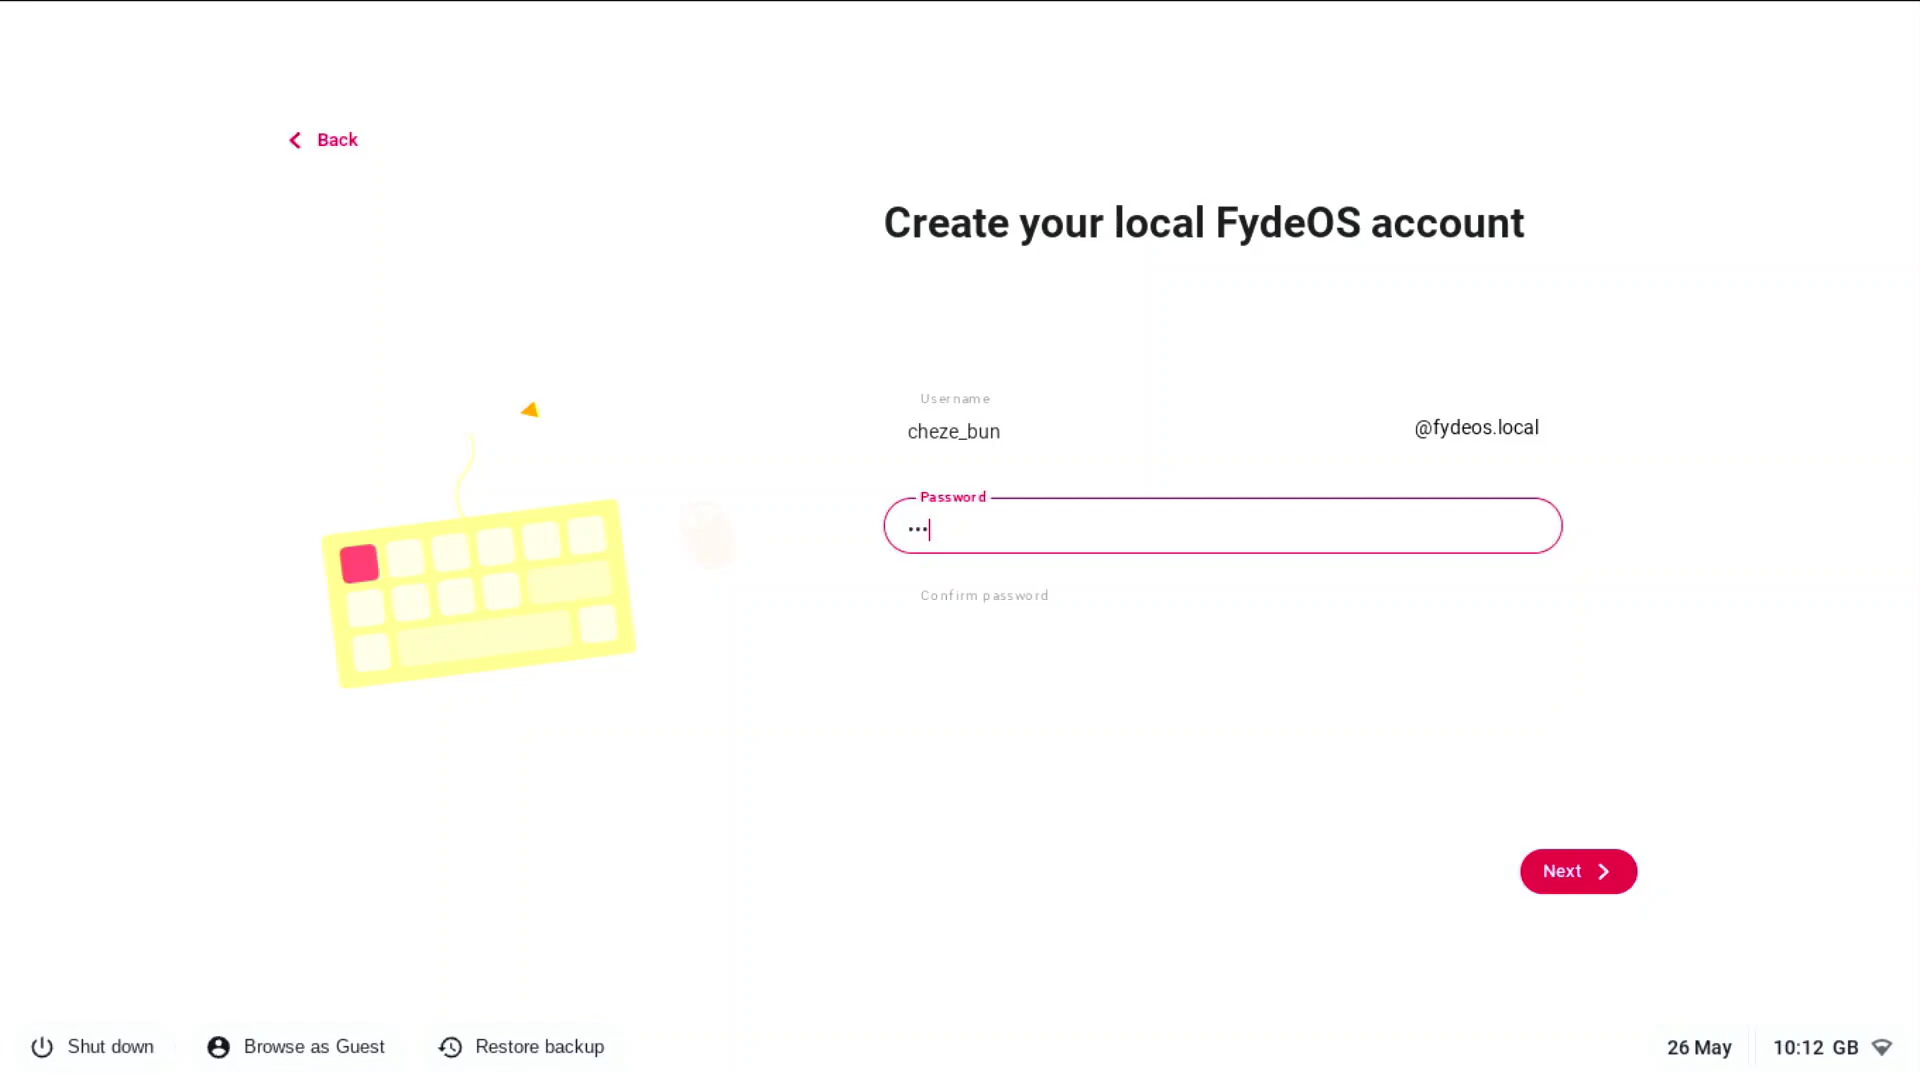 Back
Create your local FydeOS account
Username
cheze_bun
@fydeos.local
Password
•••
Confirm password
Next
Shut down
Browse as Guest
Restore backup
26 May
10:12 GB